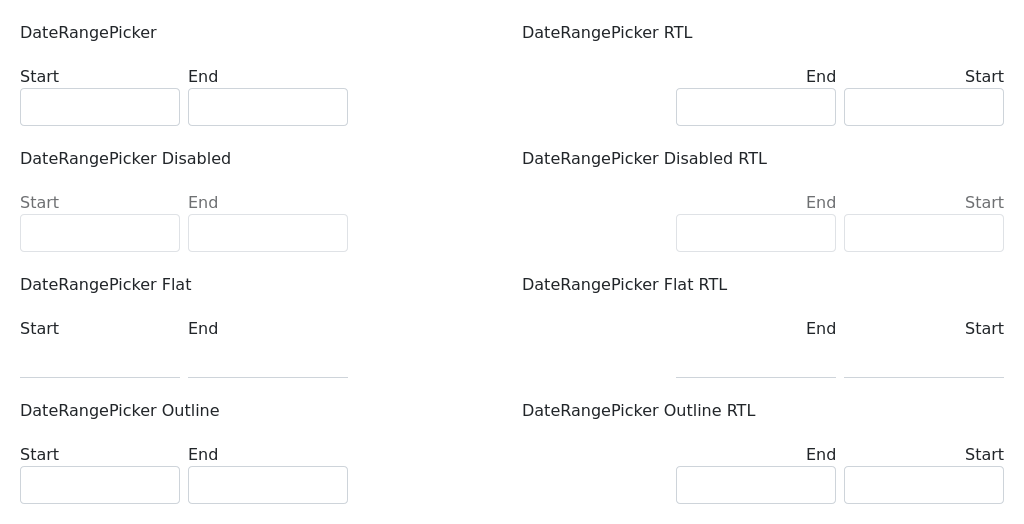 DateRangePicker
Start End
DateRangePicker Disabled
Start End
DateRangePicker Flat
Start End
DateRangePicker Outline
Start End
DateRangePicker RTL
End Start
DateRangePicker Disabled RTL
End Start
DateRangePicker Flat RTL
End Start
DateRangePicker Outline RTL
End Start